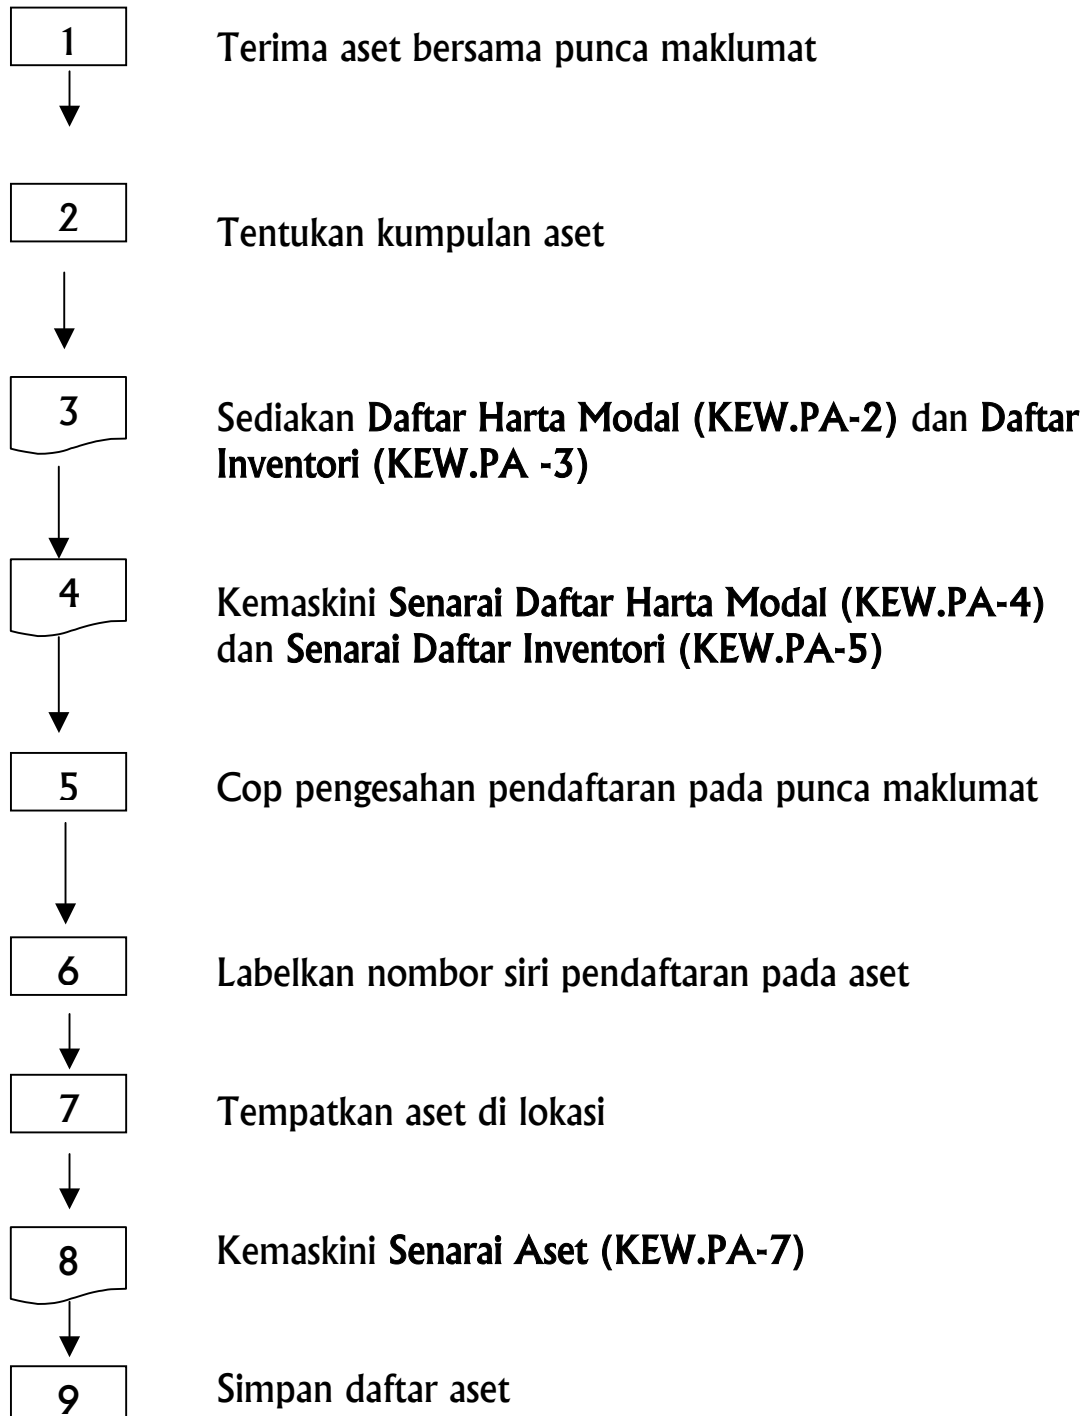 1 Terima aset bersama punca maklumat
2 Tentukan kumpulan aset
3 Sediakan Daftar Harta Modal (KEW.PA-2) dan Daftar
Inventori (KEW.PA -3)
4 Kemaskini Senarai Daftar Harta Modal (KEW.PA-4)
dan Senarai Daftar Inventori (KEW.PA-5)
5 Cop pengesahan pendaftaran pada punca maklumat
6 Labelkan nombor siri pendaftaran pada aset
7 Tempatkan aset di lokasi
8 Kemaskini Senarai Aset (KEW.PA-7)
9 Simpan daftar aset